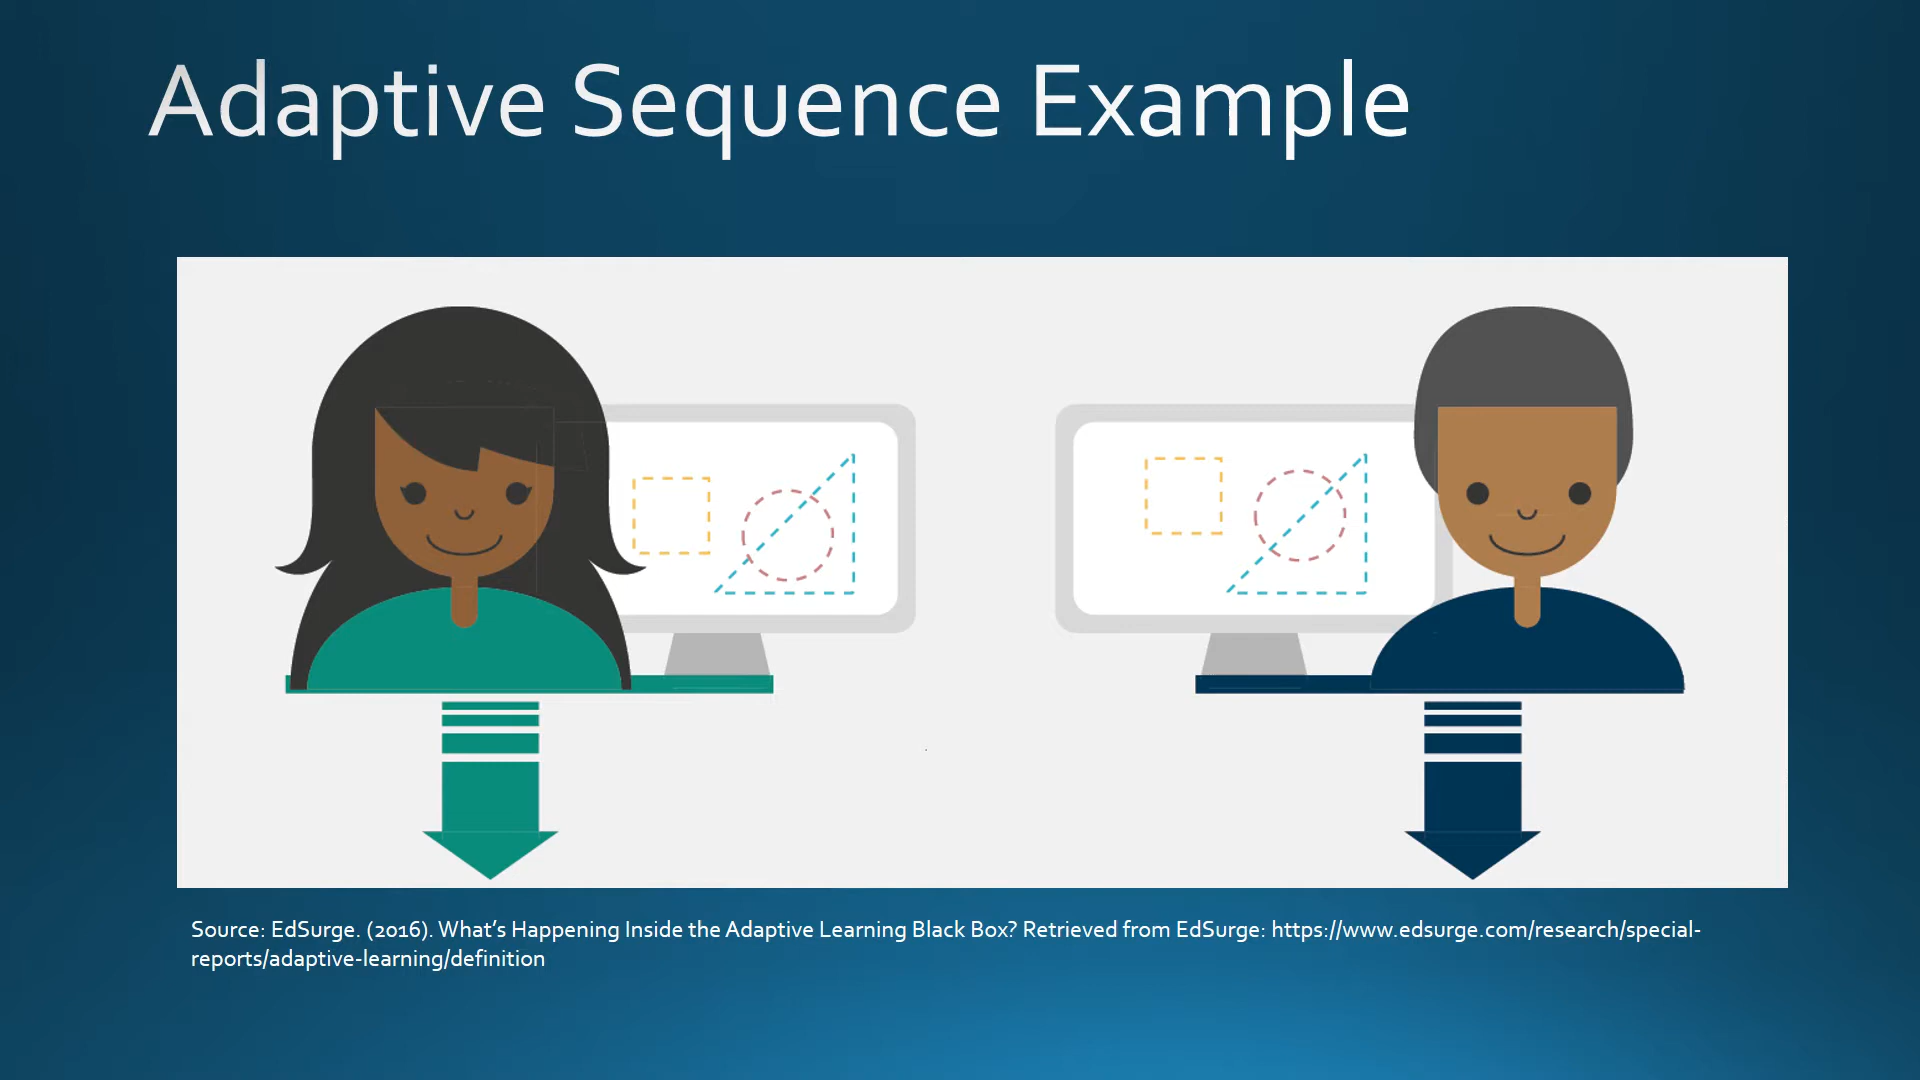 Adaptive Sequence Example
Source: EdSurge. (2016). What’s Happening Inside the Adaptive Learning Black Box? Retrieved from EdSurge: https://www.edsurge.com/research/special-
reports/adaptive-learning/definition